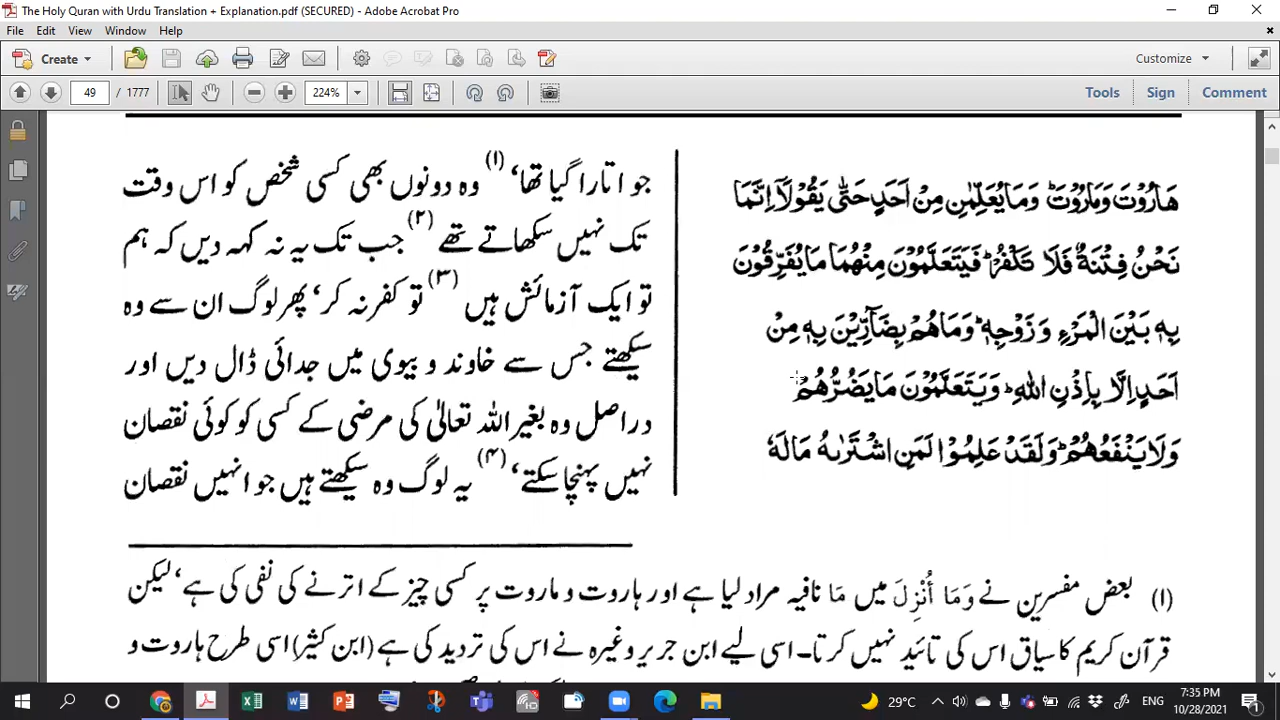 The Holy Quran with Urdu Translation + Explanation.pdf (SECURED) - Adobe Acrobat Pro
File Edit View Window Help
Create Customize
49 / 1777 224% Tools Sign Comment
هَارُوْتَ وَمَارُوْتَ ؕ وَمَا يُعَلِّمٰنِ مِنْ اَحَدٍ حَتّٰى يَقُوْلَاۤ اِنَّمَا
نَحْنُ فِتْنَةٌ فَلَا تَكْفُرْ ؕ فَيَتَعَلَّمُوْنَ مِنْهُمَا مَا يُفَرِّقُوْنَ
بِهٖ بَيْنَ الْمَرْءِ وَ زَوْجِهٖ ؕ وَمَا هُمْ بِضَآرِّيْنَ بِهٖ مِنْ
اَحَدٍ اِلَّا بِاِذْنِ اللّٰهِ ؕ وَيَتَعَلَّمُوْنَ مَا يَضُرُّهُمْ
وَلَا يَنْفَعُهُمْ ؕ وَلَقَدْ عَلِمُوْا لَمَنِ اشْتَرٰىهُ مَا لَهٗ
جو اتارا گیا تھا،‘ (۱) وہ دونوں بھی کسی شخص کو اس وقت
تک نہیں سکھاتے تھے (۲) جب تک یہ نہ کہہ دیں کہ ہم
تو ایک آزمائش ہیں (۳) تو کفر نہ کر‘ پھر لوگ ان سے وہ
سیکھتے جس سے خاوند و بیوی میں جدائی ڈال دیں اور
دراصل وہ بغیر اللہ تعالیٰ کی مرضی کے کسی کو کوئی نقصان
نہیں پہنچا سکتے‘ (۴) یہ لوگ وہ سیکھتے ہیں جو انہیں نقصان
(۱) بعض مفسرین نے وَمَا أُنْزِلَ میں مَا نافیہ مراد لیا ہے اور ہاروت و ماروت پر کسی چیز کے اترنے کی نفی کی ہے‘ لیکن
قرآن کریم کا سیاق اس کی تائید نہیں کرتا۔ اسی لیے ابن جریر وغیرہ نے اس کی تردید کی ہے (ابن کثیر) اسی طرح ہاروت و
29°C ENG 7:35 PM
10/28/2021